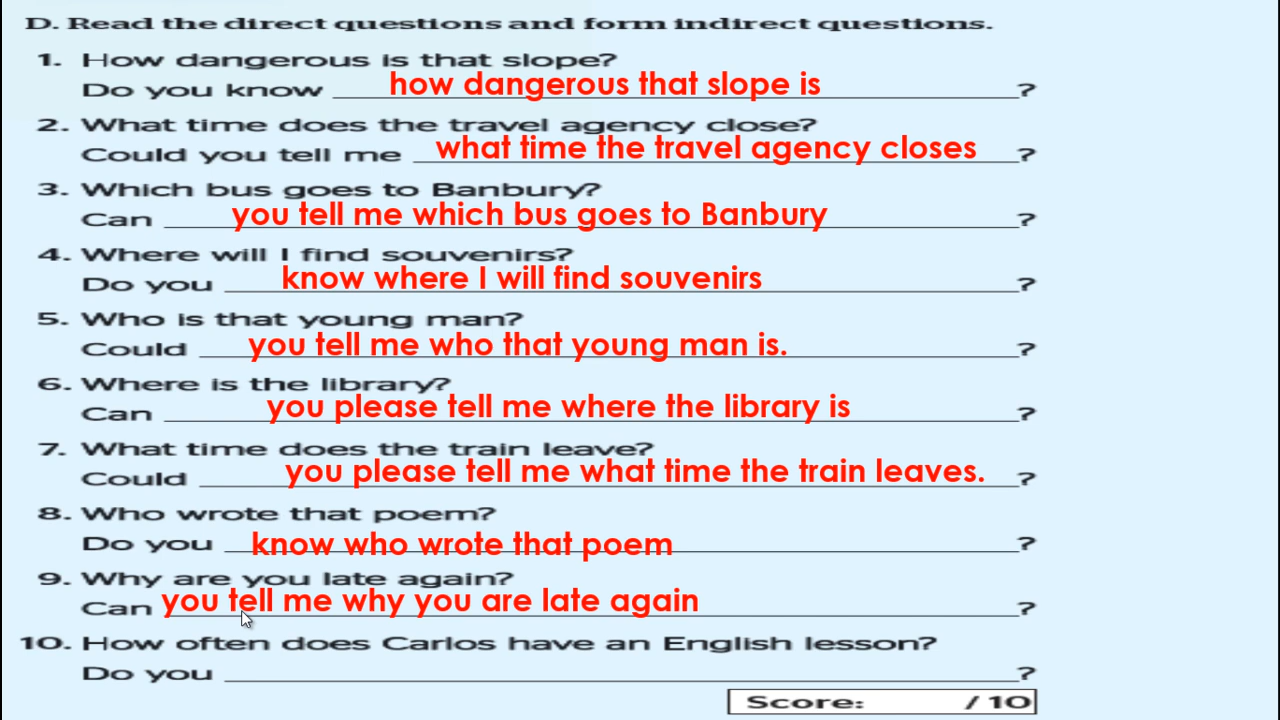 D. Read the direct questions and form indirect questions.
1. How dangerous is that slope?
Do you know how dangerous that slope is ?
2. What time does the travel agency close?
Could you tell me what time the travel agency closes ?
3. Which bus goes to Banbury?
Can you tell me which bus goes to Banbury ?
4. Where will I find souvenirs?
Do you know where I will find souvenirs ?
5. Who is that young man?
Could you tell me who that young man is. ?
6. Where is the library?
Can you please tell me where the library is ?
7. What time does the train leave?
Could you please tell me what time the train leaves. ?
8. Who wrote that poem?
Do you know who wrote that poem ?
9. Why are you late again?
Can you tell me why you are late again ?
10. How often does Carlos have an English lesson?
Do you ?
Score: / 10